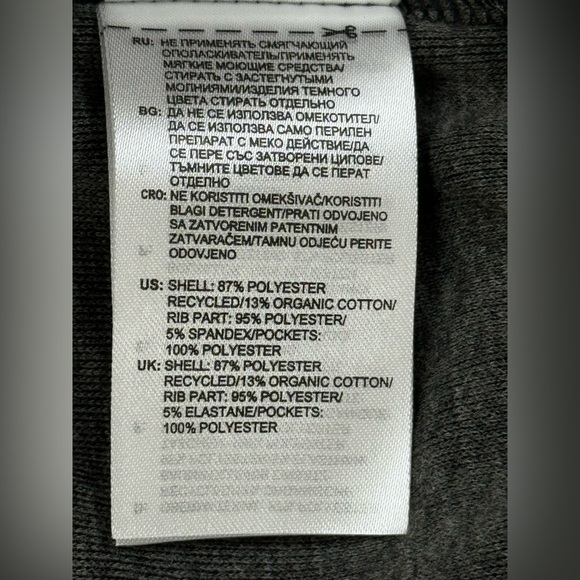 RU: НЕ ПРИМЕНЯТЬ СМЯГЧАЮЩИЙ
ОПОЛАСКИВАТЕЛЬ/ПРИМЕНЯТЬ
МЯГКИЕ МОЮЩИЕ СРЕДСТВА/
СТИРАТЬ С ЗАСТЕГНУТЫМИ
МОЛНИЯМИ/ИЗДЕЛИЯ ТЕМНОГО
ЦВЕТА СТИРАТЬ ОТДЕЛЬНО
BG: ДА НЕ СЕ ИЗПОЛЗВА ОМЕКОТИТЕЛ/
ДА СЕ ИЗПОЛЗВА САМО ПЕРИЛЕН
ПРЕПАРАТ С МЕКО ДЕЙСТВИЕ/ДА
СЕ ПЕРЕ СЪС ЗАТВОРЕНИ ЦИПОВЕ/
ТЪМНИТЕ ЦВЕТОВЕ ДА СЕ ПЕРАТ
ОТДЕЛНО
CRO: NE KORISTITI OMEKŠIVAČ/KORISTITI
BLAGI DETERGENT/PRATI ODVOJENO
SA ZATVORENIM PATENTNIM
ZATVARAČEM/TAMNU ODJEĆU PERITE
ODOVJENO
US: SHELL: 87% POLYESTER
RECYCLED/13% ORGANIC COTTON/
RIB PART: 95% POLYESTER/
5% SPANDEX/POCKETS:
100% POLYESTER
UK: SHELL: 87% POLYESTER
RECYCLED/13% ORGANIC COTTON/
RIB PART: 95% POLYESTER/
5% ELASTANE/POCKETS:
100% POLYESTER